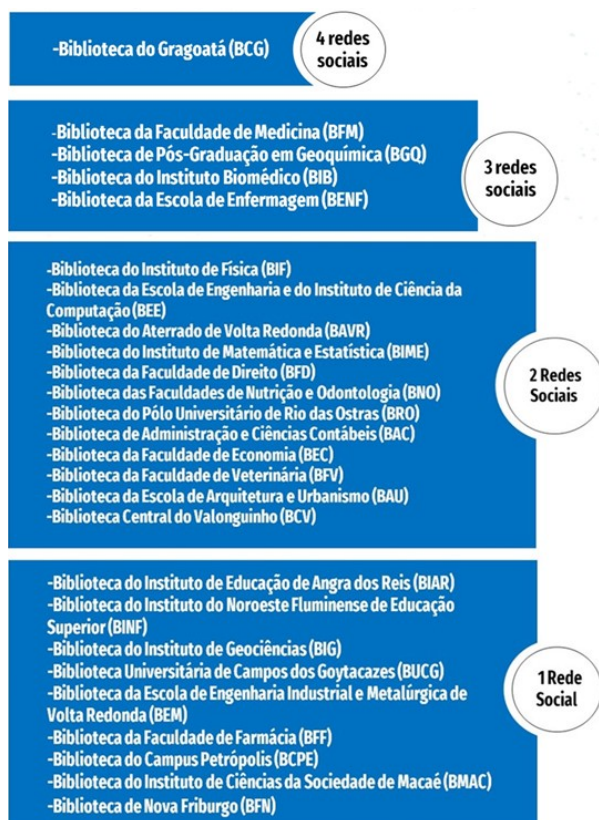 -Biblioteca do Gragoatá (BCG)
4 redes
sociais
-Biblioteca da Faculdade de Medicina (BFM)
-Biblioteca de Pós-Graduação em Geoquímica (BGQ)
-Biblioteca do Instituto Biomédico (BIB)
-Biblioteca da Escola de Enfermagem (BENF)
3 redes
sociais
-Biblioteca do Instituto de Física (BIF)
-Biblioteca da Escola de Engenharia e do Instituto de Ciência da
Computação (BEE)
-Biblioteca do Aterrado de Volta Redonda (BAVR)
-Biblioteca do Instituto de Matemática e Estatística (BIME)
-Biblioteca da Faculdade de Direito (BFD)
-Biblioteca das Faculdades de Nutrição e Odontologia (BNO)
-Biblioteca do Pólo Universitário de Rio das Ostras (BRO)
-Biblioteca de Administração e Ciências Contábeis (BAC)
-Biblioteca da Faculdade de Economia (BEC)
-Biblioteca da Faculdade de Veterinária (BFV)
-Biblioteca da Escola de Arquitetura e Urbanismo (BAU)
-Biblioteca Central do Valonguinho (BCV)
2 Redes
Sociais
-Biblioteca do Instituto de Educação de Angra dos Reis (BIAR)
-Biblioteca do Instituto do Noroeste Fluminense de Educação
Superior (BINF)
-Biblioteca do Instituto de Geociências (BIG)
-Biblioteca Universitária de Campos dos Goytacazes (BUCG)
-Biblioteca da Escola de Engenharia Industrial e Metalúrgica de
Volta Redonda (BEM)
-Biblioteca da Faculdade de Farmácia (BFF)
-Biblioteca do Campus Petrópolis (BCPE)
-Biblioteca do Instituto de Ciências da Sociedade de Macaé (BMAC)
-Biblioteca de Nova Friburgo (BFN)
1 Rede
Social